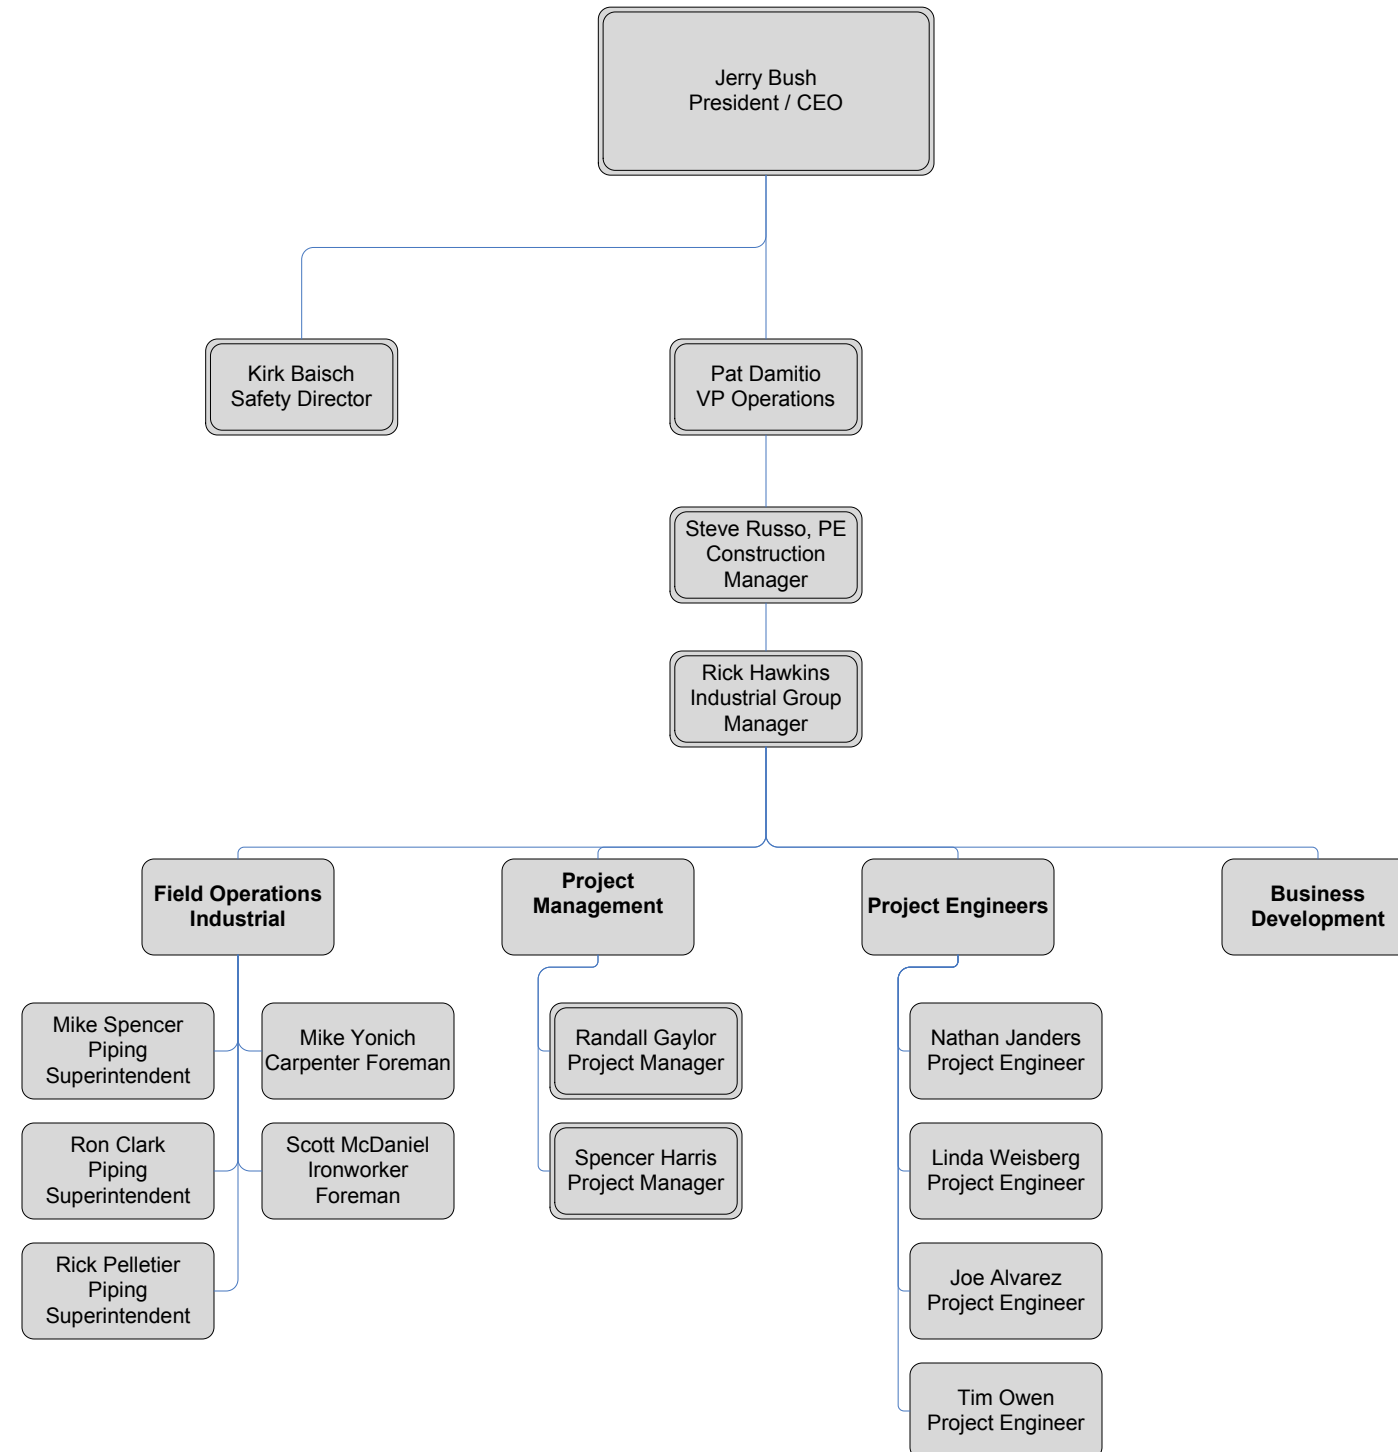 Jerry Bush
President / CEO
Kirk Baisch
Safety Director
Pat Damitio
VP Operations
Steve Russo, PE
Construction
Manager
Rick Hawkins
Industrial Group
Manager
Field Operations
Industrial
Project
Management
Project Engineers
Business
Development
Mike Spencer
Piping
Superintendent
Mike Yonich
Carpenter Foreman
Ron Clark
Piping
Superintendent
Scott McDaniel
Ironworker
Foreman
Rick Pelletier
Piping
Superintendent
Randall Gaylor
Project Manager
Spencer Harris
Project Manager
Nathan Janders
Project Engineer
Linda Weisberg
Project Engineer
Joe Alvarez
Project Engineer
Tim Owen
Project Engineer